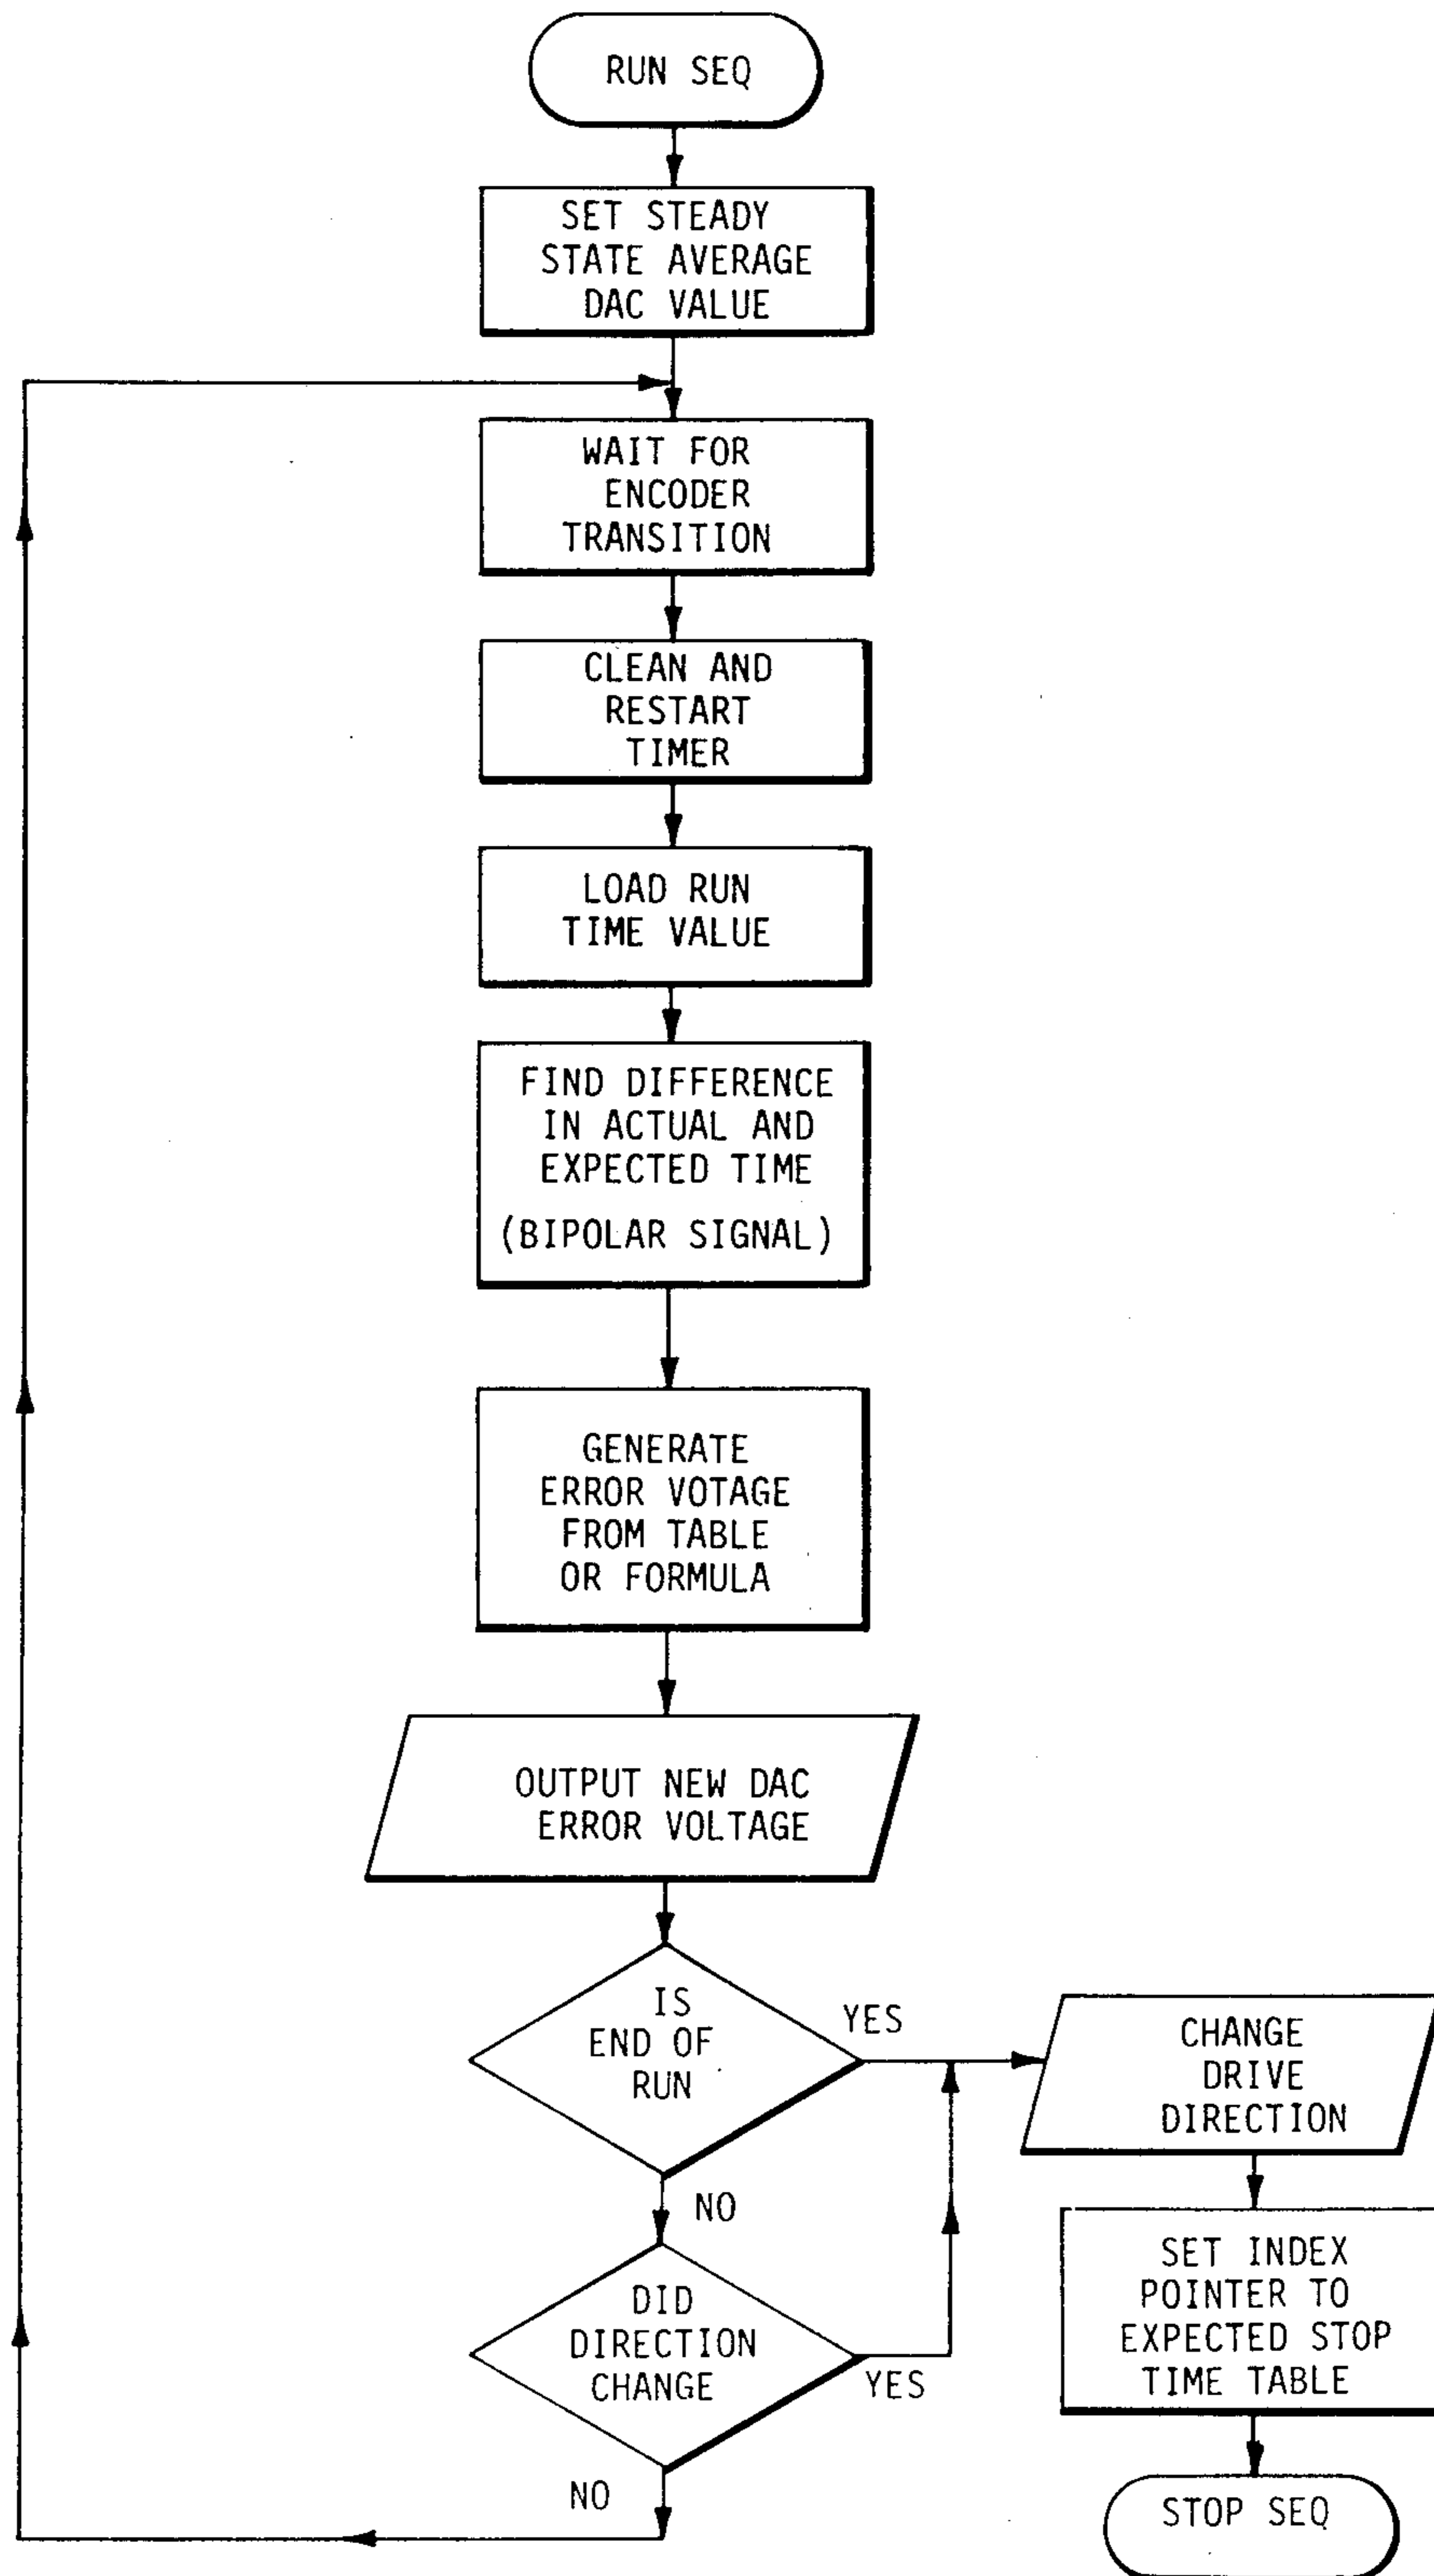 RUN SEQ
SET STEADY
STATE AVERAGE
DAC VALUE
WAIT FOR
ENCODER
TRANSITION
CLEAN AND
RESTART
TIMER
LOAD RUN
TIME VALUE
FIND DIFFERENCE
IN ACTUAL AND
EXPECTED TIME
(BIPOLAR SIGNAL)
GENERATE
ERROR VOTAGE
FROM TABLE
OR FORMULA
OUTPUT NEW DAC
ERROR VOLTAGE
IS
END OF
RUN
YES
NO
DID
DIRECTION
CHANGE
YES
NO
CHANGE
DRIVE
DIRECTION
SET INDEX
POINTER TO
EXPECTED STOP
TIME TABLE
STOP SEQ